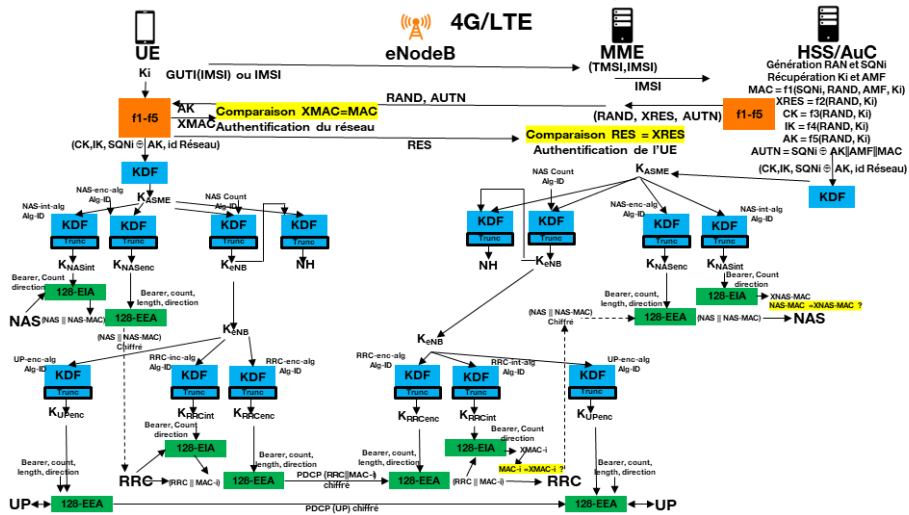 4G/LTE
UE
eNodeB
MME
HSS/AuC
Ki
GUTI(IMSI) ou IMSI
(TMSI,IMSI)
IMSI
Génération RAN et SQNi
Récupération Ki et AMF
MAC = f1(SQNi, RAND, AMF, Ki)
XRES = f2(RAND, Ki)
CK = f3(RAND, Ki)
IK = f4(RAND, Ki)
AK = f5(RAND, Ki)
AUTN = SQNi ⊕ AK||AMF||MAC
f1-f5
AK
XMAC
Comparaison XMAC=MAC
Authentification du réseau
RAND, AUTN
(RAND, XRES, AUTN)
f1-f5
RES
Comparaison RES = XRES
Authentification de l'UE
(CK,IK, SQNi ⊕ AK, id Réseau)
(CK,IK, SQNi ⊕ AK, id Réseau)
KDF
KDF
KASME
KASME
NAS-int-alg
Alg-ID
NAS-enc-alg
Alg-ID
NAS Count
Alg-ID
NAS Count
Alg-ID
NAS-enc-alg
Alg-ID
NAS-int-alg
Alg-ID
KDF
Trunc
KDF
Trunc
KDF
Trunc
KDF
Trunc
KDF
Trunc
KDF
Trunc
KDF
Trunc
KDF
Trunc
KNASint
KNASenc
KeNB
NH
NH
KeNB
KNASenc
KNASint
Bearer, Count
direction
128-EIA
Bearer, count,
length, direction
NAS
128-EEA
(NAS || NAS-MAC)
Chiffré
Bearer, Count
direction
Bearer, count,
length, direction
128-EIA
XNAS-MAC
NAS-MAC =XNAS-MAC ?
(NAS || NAS-MAC)
Chiffré
128-EEA
(NAS || NAS-MAC)
NAS
KeNB
KeNB
UP-enc-alg
Alg-ID
RRC-inc-alg
Alg-ID
RRC-enc-alg
Alg-ID
RRC-enc-alg
Alg-ID
RRC-int-alg
Alg-ID
UP-enc-alg
Alg-ID
KDF
Trunc
KDF
Trunc
KDF
Trunc
KDF
Trunc
KDF
Trunc
KDF
Trunc
KUPenc
KRRCint
KRRCenc
KRRCenc
KRRCint
KUPenc
Bearer, Count
direction
128-EIA
Bearer, Count
direction
128-EIA
XMAC-i
MAC-i =XMAC-i ?
Bearer, count,
length, direction
Bearer, count,
length, direction
Bearer, count,
length, direction
Bearer, count,
length, direction
RRC
(RRC || MAC-i)
128-EEA
PDCP (RRC||MAC-i)
chiffré
128-EEA
(RRC || MAC-i)
RRC
UP
128-EEA
PDCP (UP) chiffré
128-EEA
UP